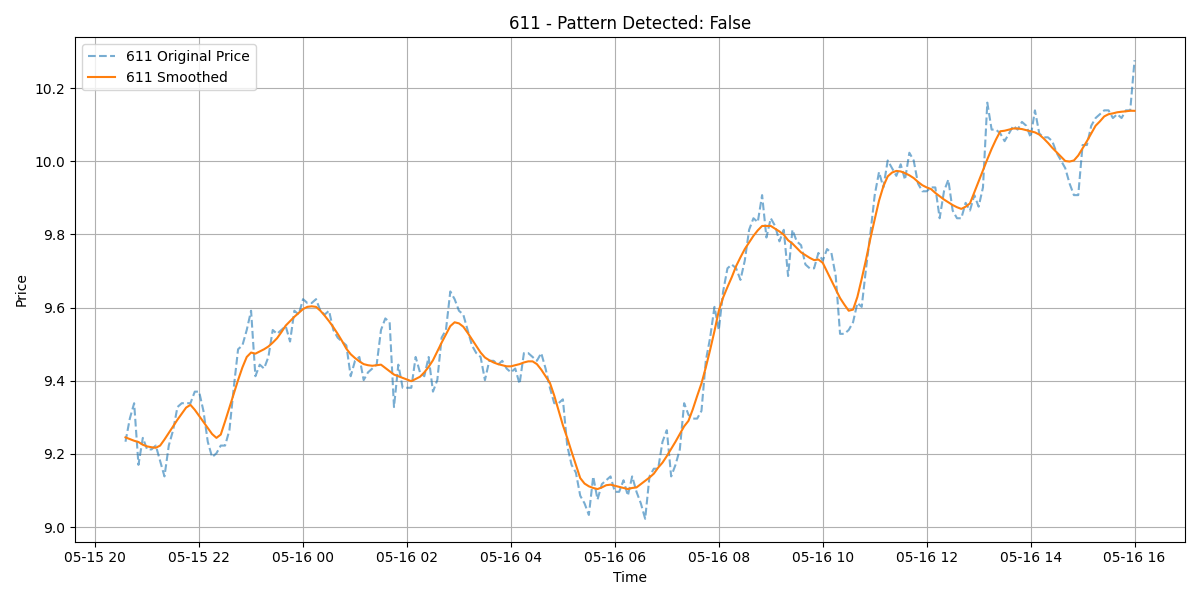 611 - Pattern Detected: False
611 Original Price
611 Smoothed
Price
10.2
10.0
9.8
9.6
9.4
9.2
9.0
05-15 20 05-15 22 05-16 00 05-16 02 05-16 04 05-16 06 05-16 08 05-16 10 05-16 12 05-16 14 05-16 16
Time